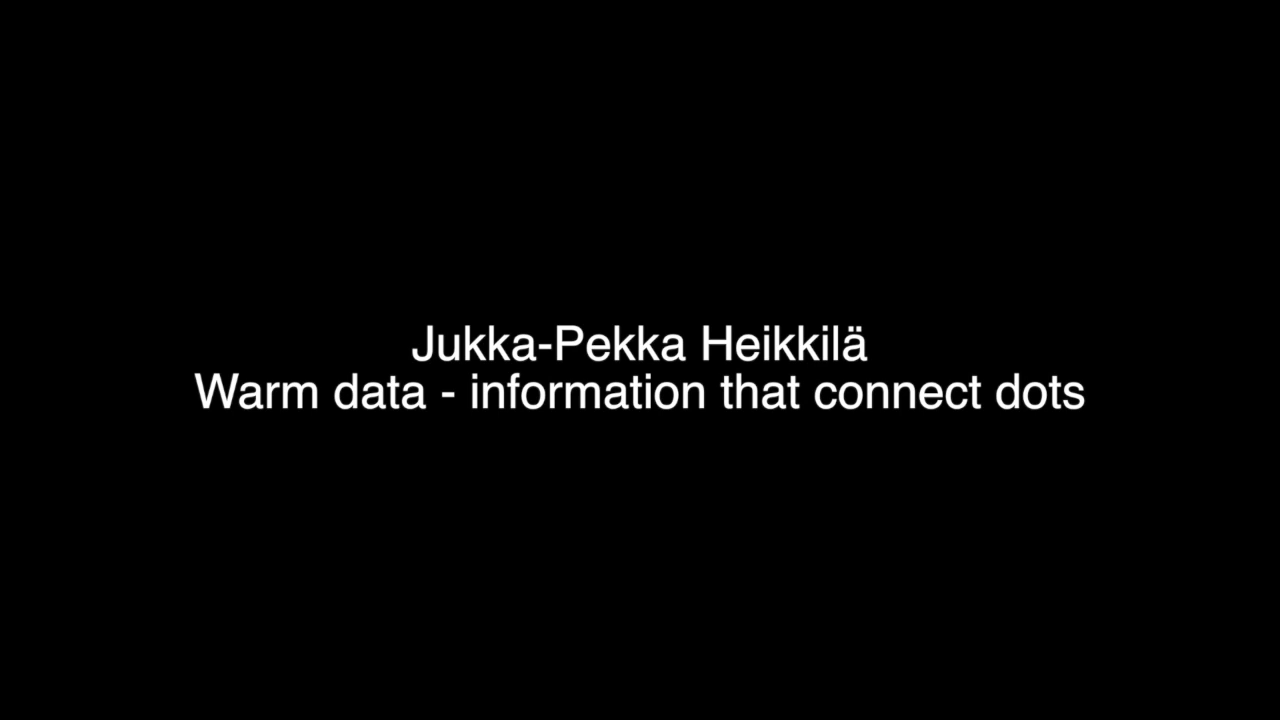 Jukka-Pekka Heikkilä
Warm data - information that connect dots